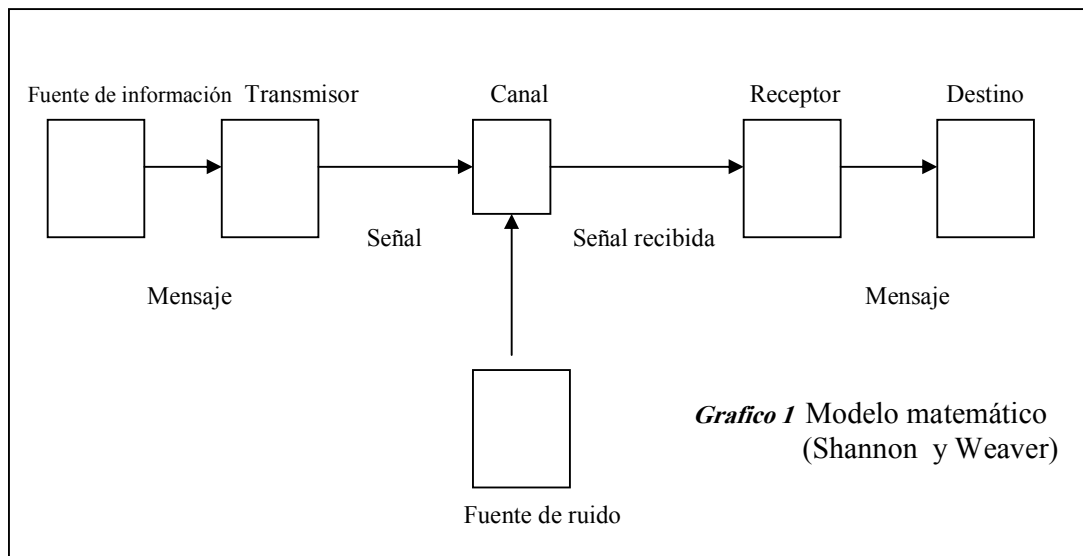 Fuente de información
Transmisor
Canal
Receptor
Destino
Señal
Señal recibida
Mensaje
Mensaje
Grafico 1 Modelo matemático
(Shannon y Weaver)
Fuente de ruido